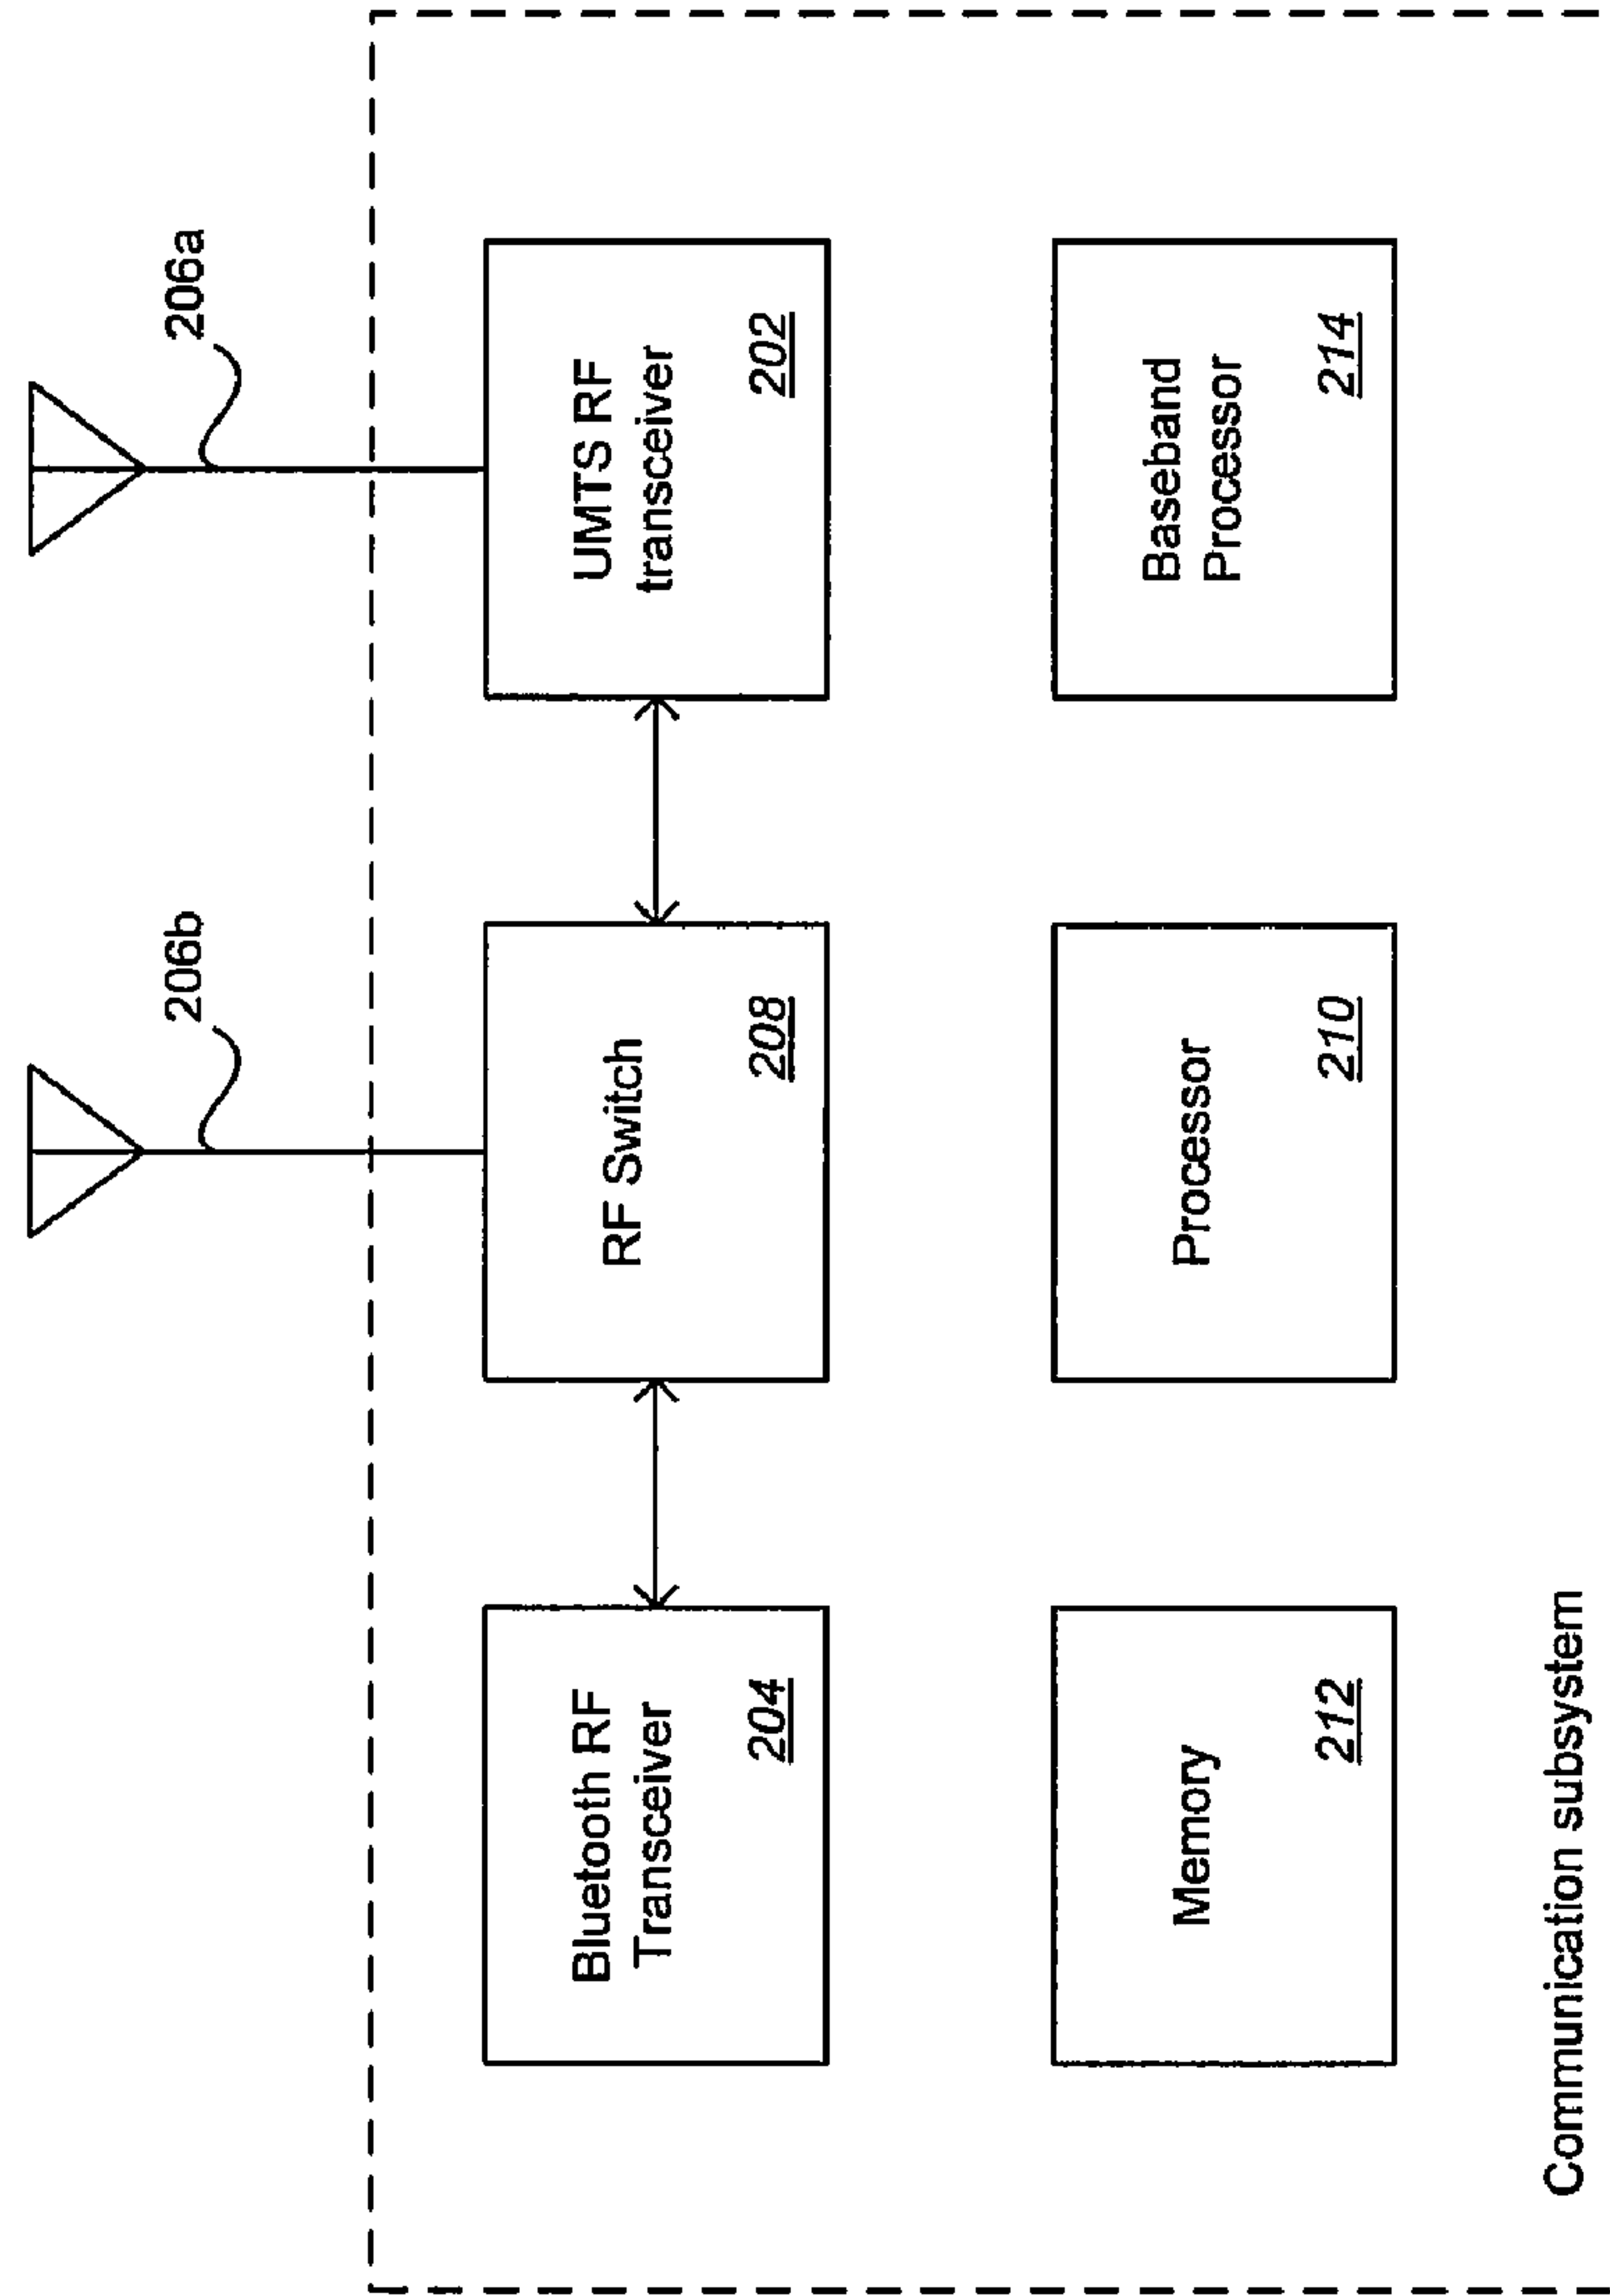 206b
206a
Bluetooth RF
Transceiver
204
RF Switch
208
UMTS RF
transceiver
202
Memory
212
Processor
210
Baseband
Processor
214
Communication subsystem